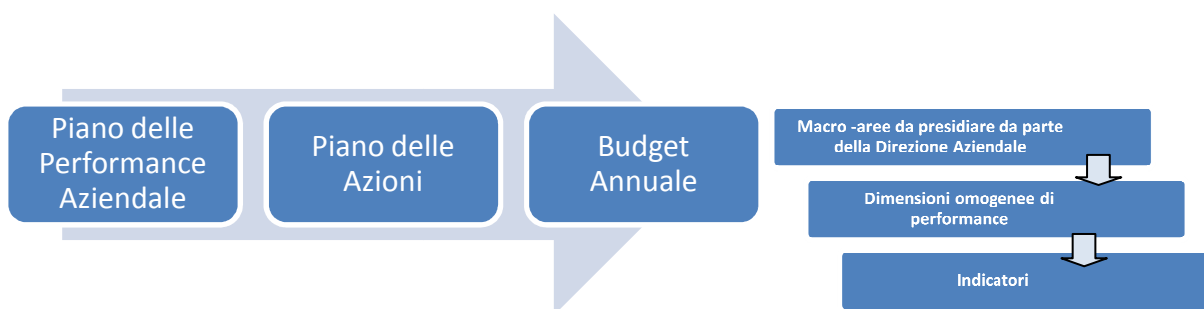 Piano delle
Performance
Aziendale
Piano delle
Azioni
Budget
Annuale
Macro -aree da presidiare da parte
della Direzione Aziendale
Dimensioni omogenee di
performance
Indicatori